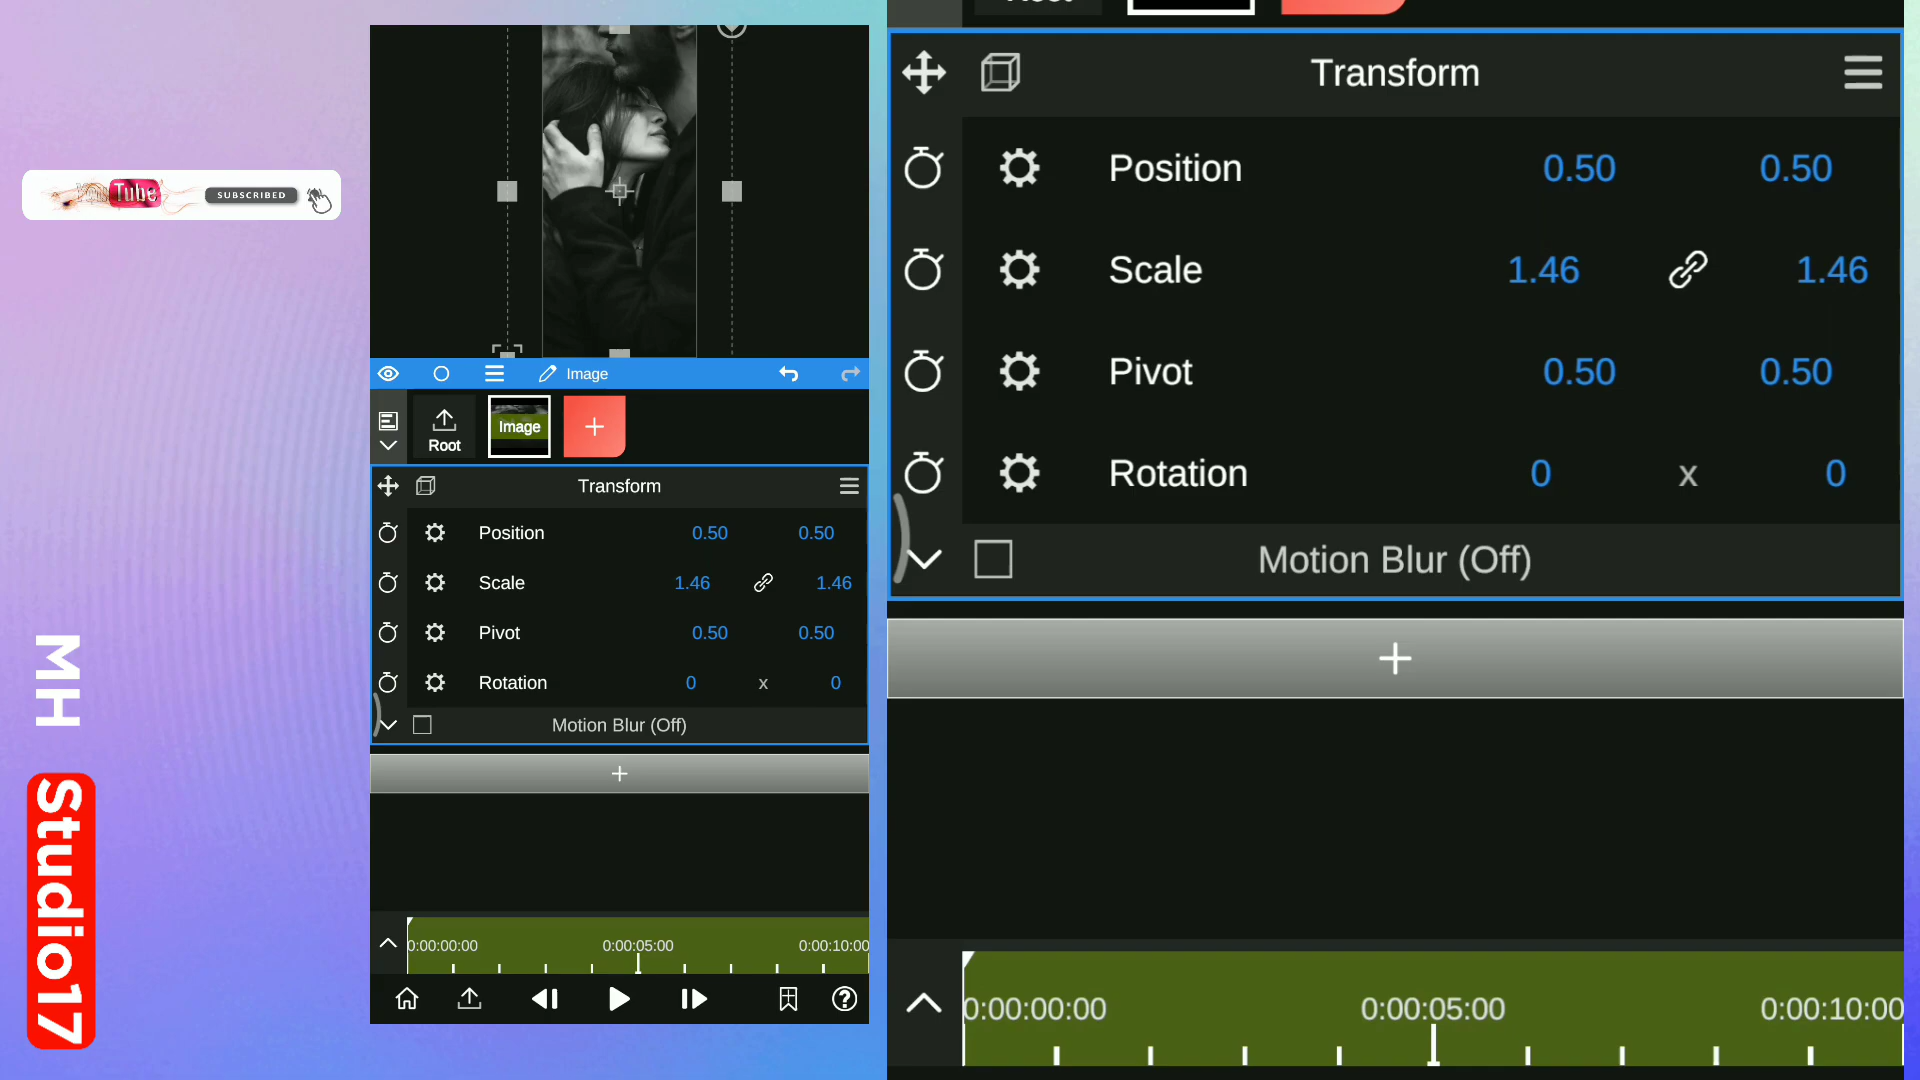 Tube
SUBSCRIBED
MH
Studio17
Image
Root
Image
Transform
Position 0.50 0.50
Scale 1.46 1.46
Pivot 0.50 0.50
Rotation 0 x 0
Motion Blur (Off)
0:00:00:00 0:00:05:00 0:00:10:00
Transform
Position 0.50 0.50
Scale 1.46 1.46
Pivot 0.50 0.50
Rotation 0 x 0
Motion Blur (Off)
0:00:00:00 0:00:05:00 0:00:10:00